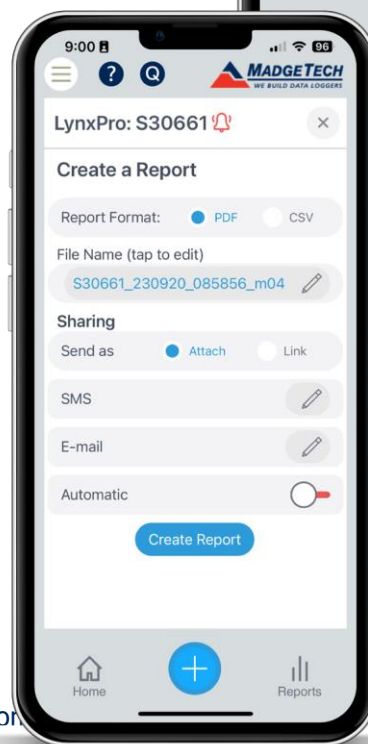 9:00 96
? Q MADGETECH
WE BUILD DATA LOGGERS
LynxPro: S30661 ×
Create a Report
Report Format: PDF CSV
File Name (tap to edit)
S30661_230920_085856_m04
Sharing
Send as Attach Link
SMS
E-mail
Automatic
Create Report
+
Home Reports